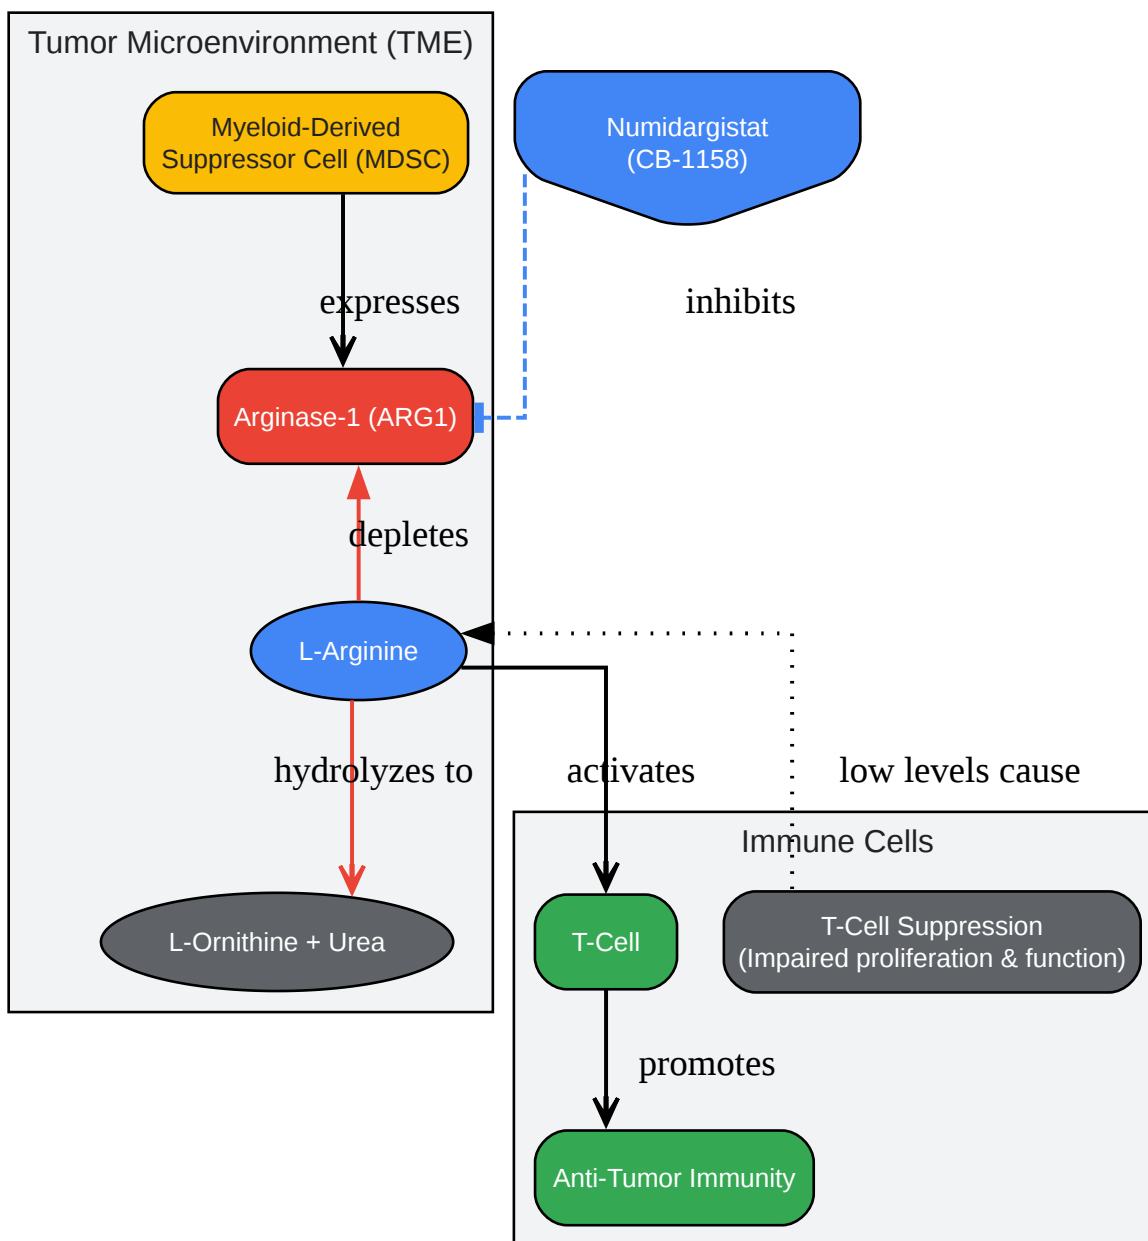 Tumor Microenvironment (TME)
Myeloid-Derived
Suppressor Cell (MDSC)
Numidargistat
(CB-1158)
expresses
inhibits
Arginase-1 (ARG1)
depletes
L-Arginine
hydrolyzes to
activates
low levels cause
Immune Cells
L-Ornithine + Urea
T-Cell
T-Cell Suppression
(Impaired proliferation & function)
promotes
Anti-Tumor Immunity